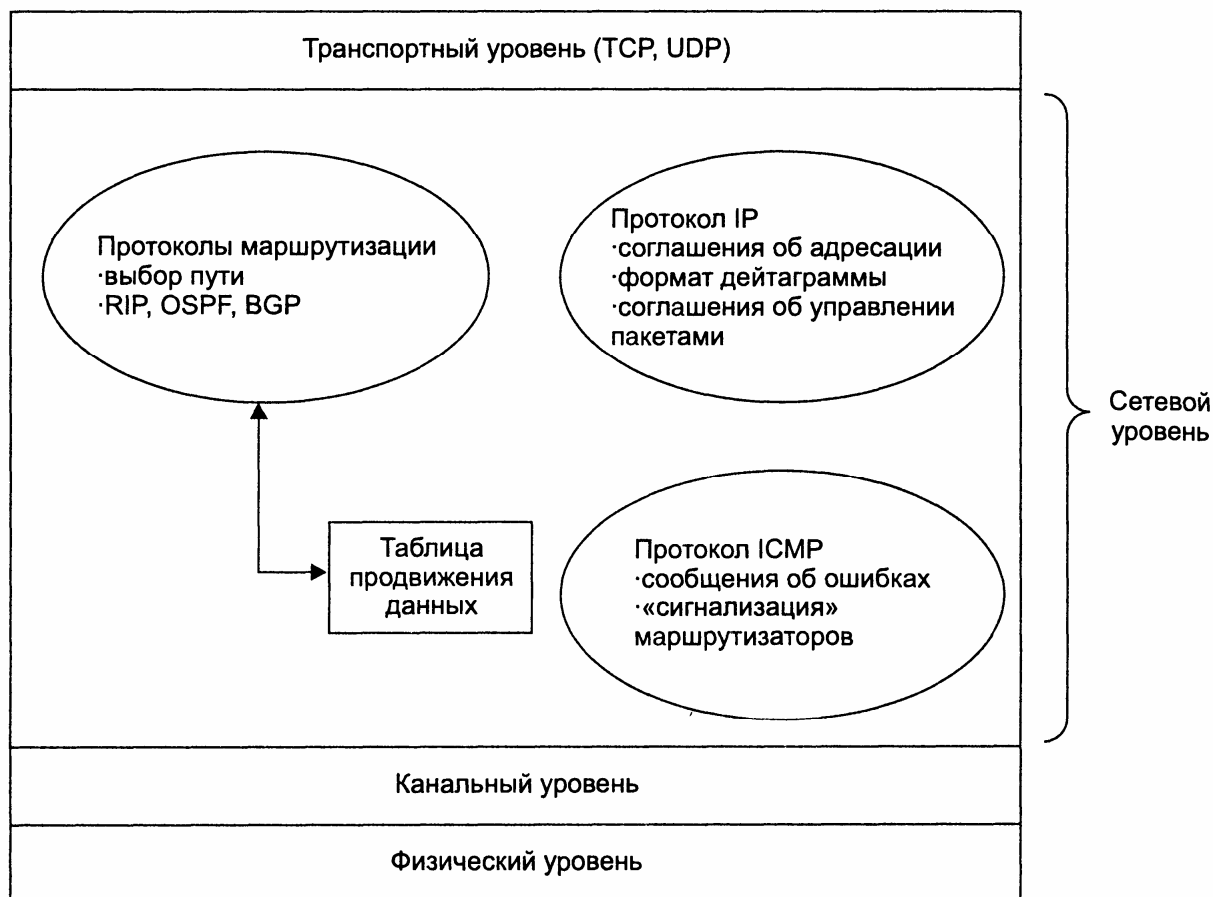 Транспортный уровень (TCP, UDP)
Протоколы маршрутизации
·выбор пути
·RIP, OSPF, BGP
Протокол IP
·соглашения об адресации
·формат дейтаграммы
·соглашения об управлении
пакетами
Сетевой
уровень
Таблица
продвижения
данных
Протокол ICMP
·сообщения об ошибках
·«сигнализация»
маршрутизаторов
Канальный уровень
Физический уровень